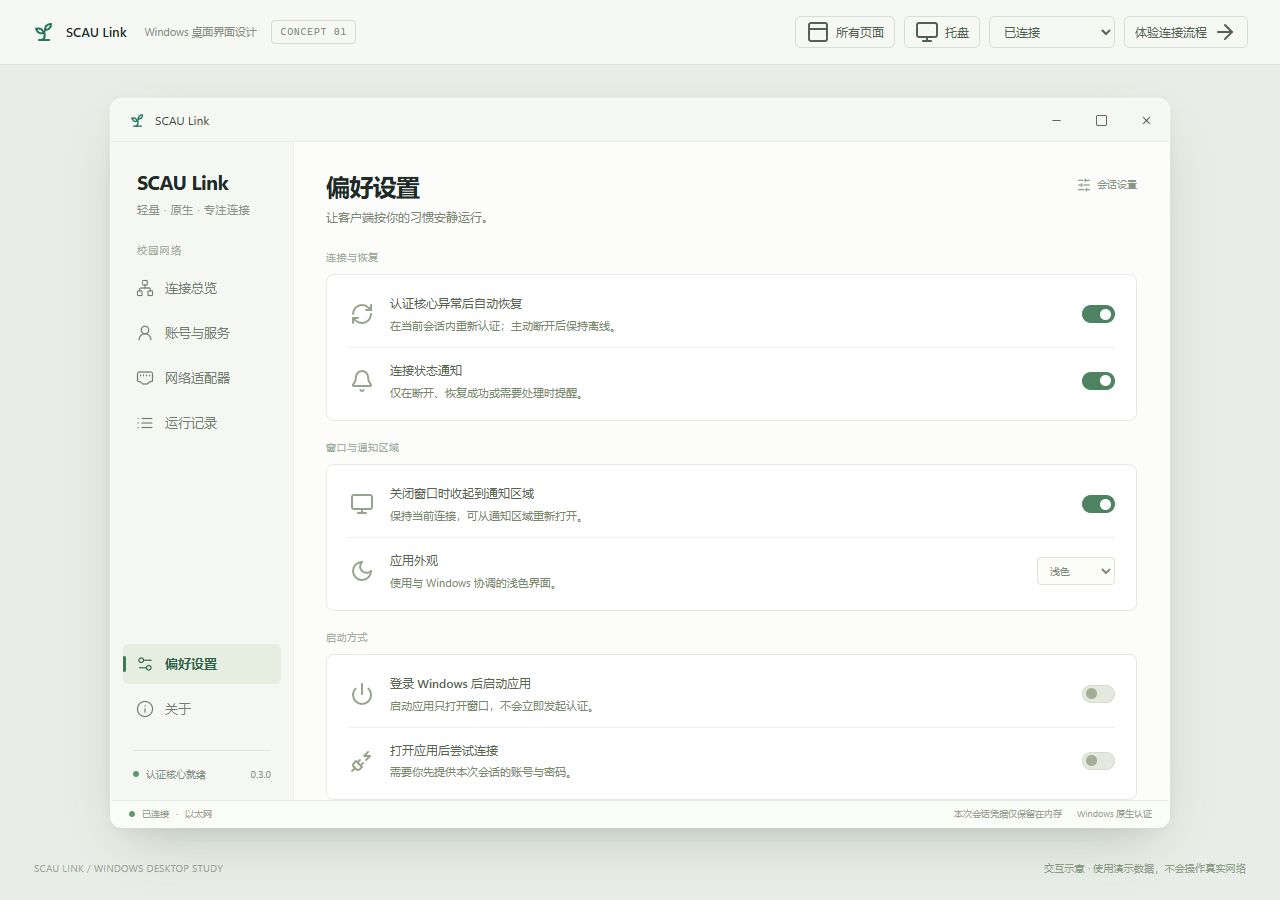 SCAU Link
Windows 桌面界面设计
CONCEPT 01
所有页面
托盘
已连接
体验连接流程
SCAU Link
SCAU Link
轻量 · 原生 · 专注连接
校园网络
连接总览
账号与服务
网络适配器
运行记录
偏好设置
关于
认证核心就绪
0.3.0
偏好设置
让客户端按你的习惯安静运行。
会话设置
连接与恢复
认证核心异常后自动恢复
在当前会话内重新认证；主动断开后保持离线。
连接状态通知
仅在断开、恢复成功或需要处理时提醒。
窗口与通知区域
关闭窗口时收起到通知区域
保持当前连接，可从通知区域重新打开。
应用外观
使用与 Windows 协调的浅色界面。
浅色
启动方式
登录 Windows 后启动应用
启动应用只打开窗口，不会立即发起认证。
打开应用后尝试连接
需要你先提供本次会话的账号与密码。
已连接 · 以太网
本次会话凭据仅保留在内存
Windows 原生认证
SCAU LINK / WINDOWS DESKTOP STUDY
交互示意 · 使用演示数据，不会操作真实网络